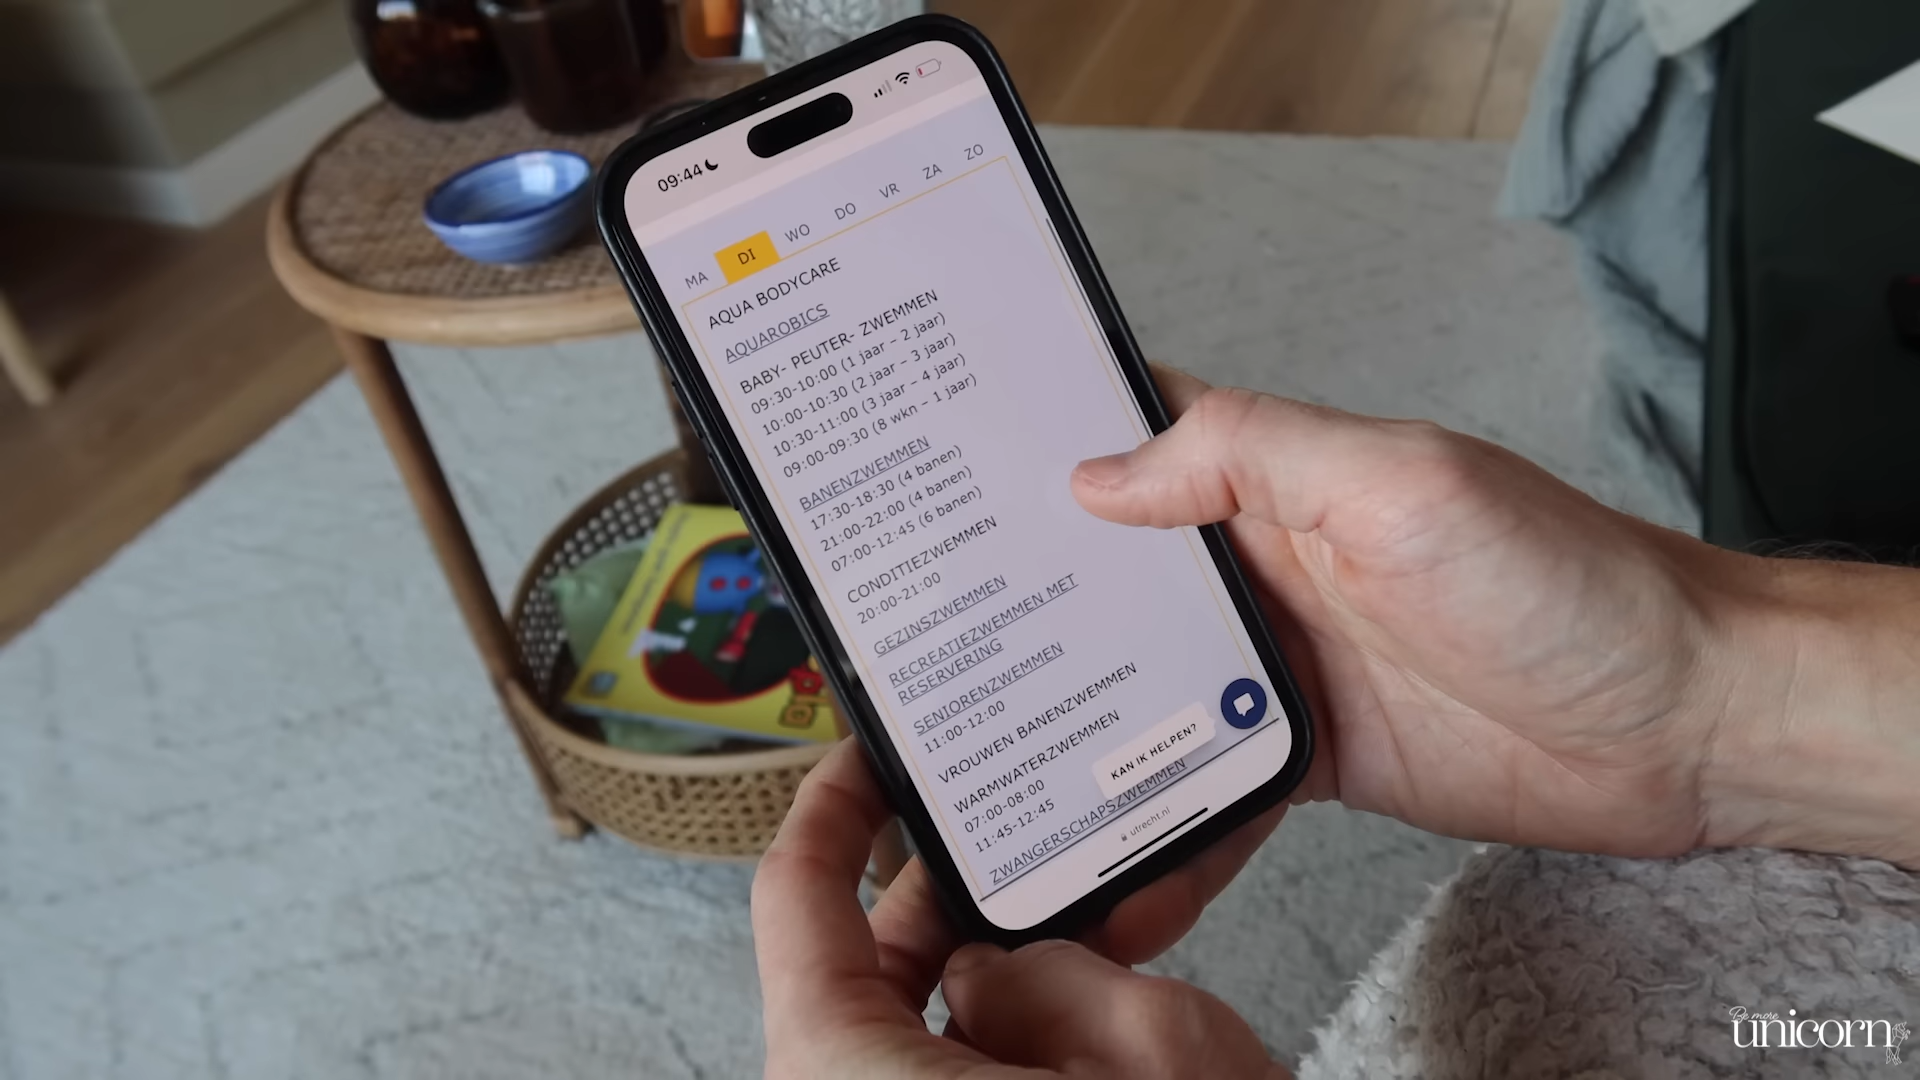 09:44
MA DI WO DO VR ZA ZO
AQUA BODYCARE
AQUAROBICS
BABY- PEUTER- ZWEMMEN
09:30-10:00 (1 jaar – 2 jaar)
10:00-10:30 (2 jaar – 3 jaar)
10:30-11:00 (3 jaar – 4 jaar)
09:00-09:30 (8 wkn – 1 jaar)
BANENZWEMMEN
17:30-18:30 (4 banen)
21:00-22:00 (4 banen)
07:00-12:45 (6 banen)
CONDITIEZWEMMEN
20:00-21:00
GEZINSZWEMMEN
RECREATIEZWEMMEN MET
RESERVERING
SENIORENZWEMMEN
11:00-12:00
VROUWEN BANENZWEMMEN
WARMWATERZWEMMEN
07:00-08:00
11:45-12:45
ZWANGERSCHAPSZWEMMEN
KAN IK HELPEN?
utrecht.nl
Be more
unicorn